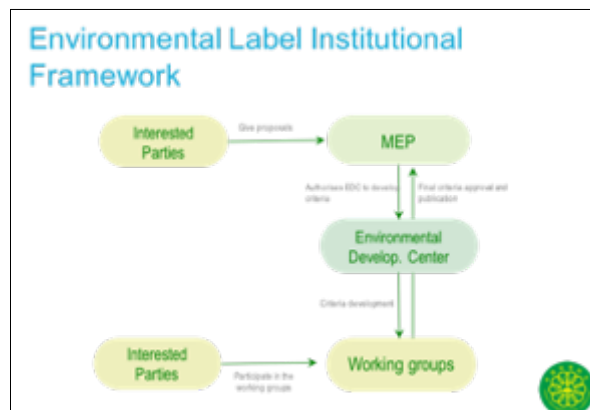 Environmental Label Institutional
Framework
Interested
Parties
Give proposals
MEP
Authorises EDC to develop
criteria
Final criteria approval and
publication
Environmental
Develop. Center
Criteria development
Interested
Parties
Participate in the
working groups
Working groups